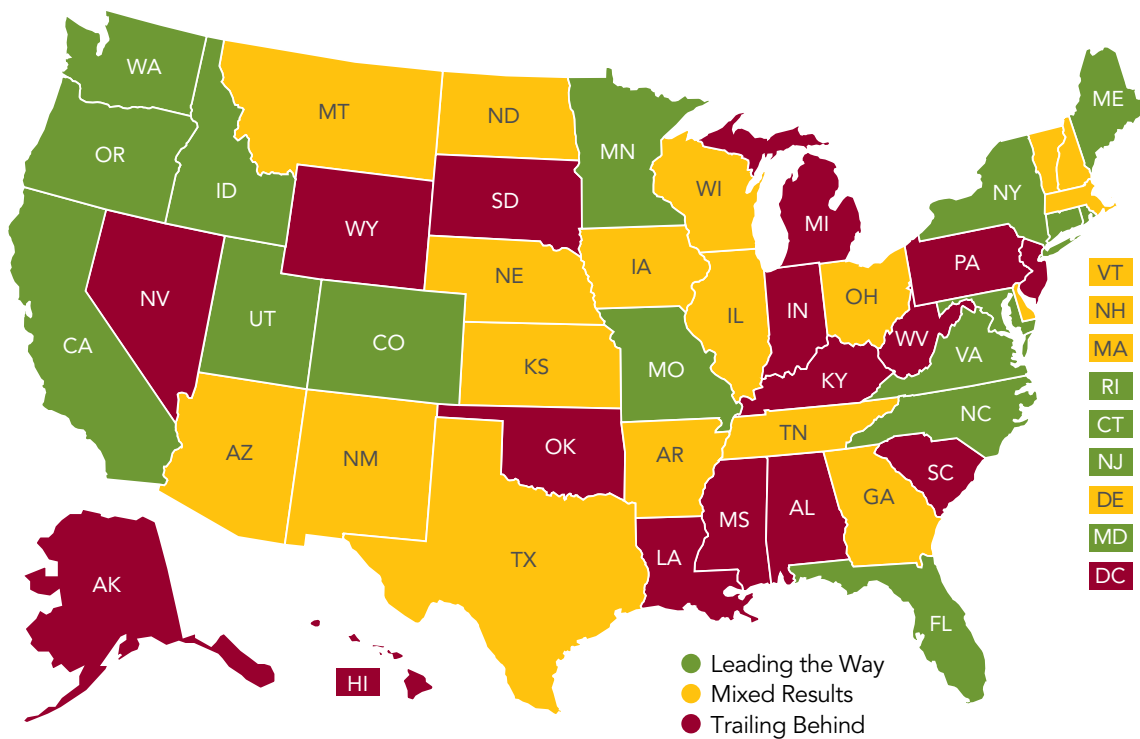 WA
MT
ND
ME
OR
MN
ID
WI
NY
SD
WY
MI
IA
PA
NE
VT
NV
OH
IN
NH
UT
IL
CO
WV
CA
VA
MA
KS
MO
KY
RI
NC
CT
TN
OK
AZ
NM
AR
NJ
SC
GA
DE
MS
AL
MD
TX
LA
DC
AK
FL
HI
Leading the Way
Mixed Results
Trailing Behind